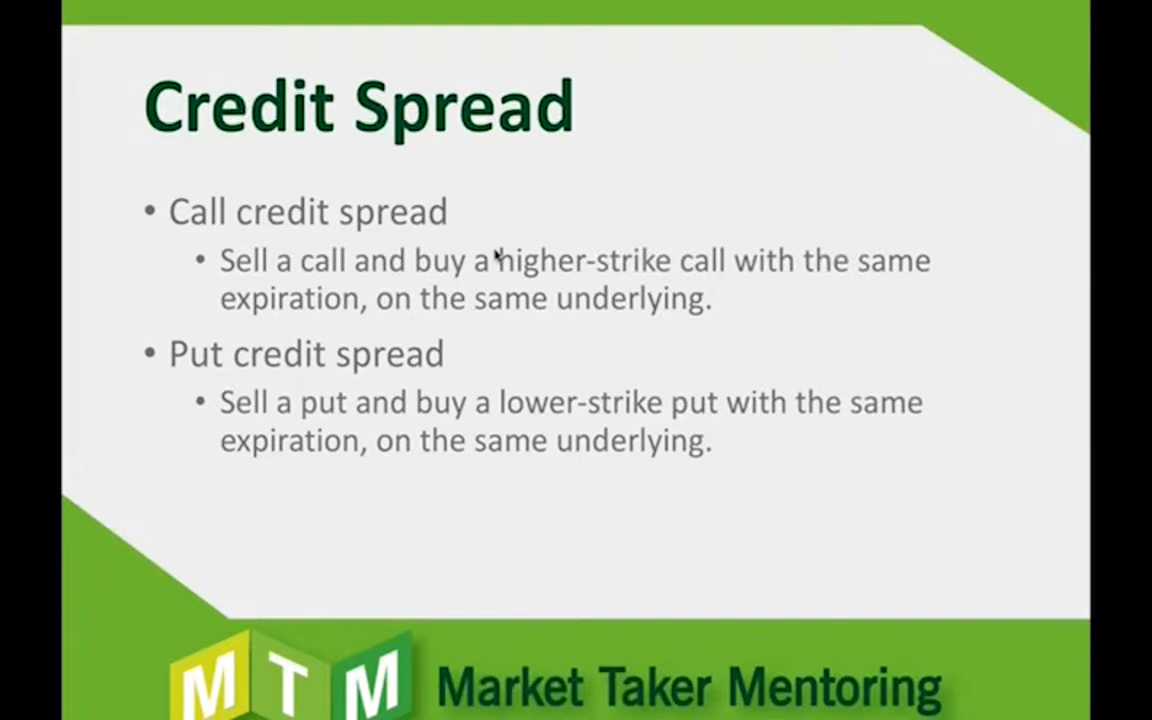 Credit Spread
• Call credit spread
• Sell a call and buy a higher-strike call with the same
expiration, on the same underlying.
• Put credit spread
• Sell a put and buy a lower-strike put with the same
expiration, on the same underlying.
MTM Market Taker Mentoring